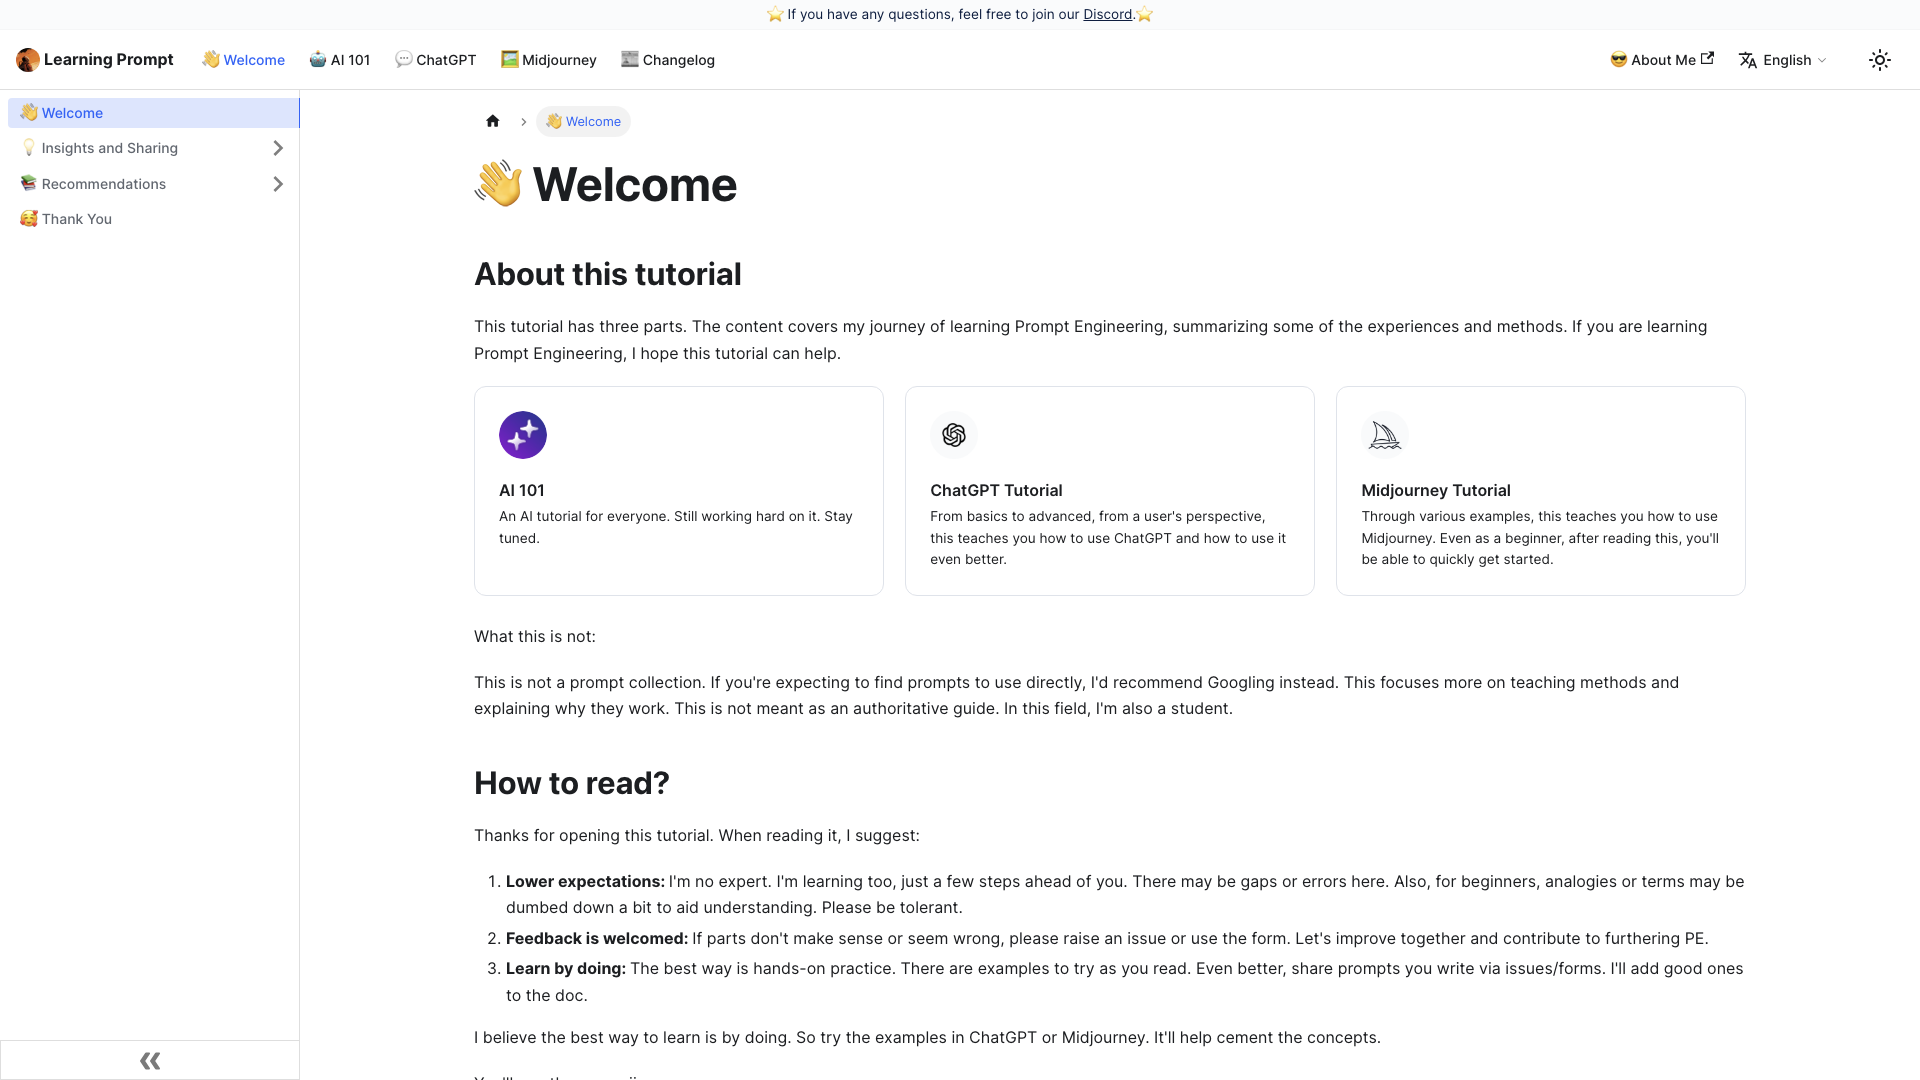 ⭐️ If you have any questions, feel free to join our Discord.⭐️
Learning Prompt
👋 Welcome
🤖 AI 101
💬 ChatGPT
🖼️ Midjourney
📰 Changelog
😎 About Me
English
👋 Welcome
💡 Insights and Sharing
📚 Recommendations
🥰 Thank You
👋 Welcome
👋 Welcome
About this tutorial
This tutorial has three parts. The content covers my journey of learning Prompt Engineering, summarizing some of the experiences and methods. If you are learning
Prompt Engineering, I hope this tutorial can help.
AI 101
An AI tutorial for everyone. Still working hard on it. Stay
tuned.
ChatGPT Tutorial
From basics to advanced, from a user's perspective,
this teaches you how to use ChatGPT and how to use it
even better.
Midjourney Tutorial
Through various examples, this teaches you how to use
Midjourney. Even as a beginner, after reading this, you'll
be able to quickly get started.
What this is not:
This is not a prompt collection. If you're expecting to find prompts to use directly, I'd recommend Googling instead. This focuses more on teaching methods and
explaining why they work. This is not meant as an authoritative guide. In this field, I'm also a student.
How to read?
Thanks for opening this tutorial. When reading it, I suggest:
1. Lower expectations: I'm no expert. I'm learning too, just a few steps ahead of you. There may be gaps or errors here. Also, for beginners, analogies or terms may be
dumbed down a bit to aid understanding. Please be tolerant.
2. Feedback is welcomed: If parts don't make sense or seem wrong, please raise an issue or use the form. Let's improve together and contribute to furthering PE.
3. Learn by doing: The best way is hands-on practice. There are examples to try as you read. Even better, share prompts you write via issues/forms. I'll add good ones
to the doc.
I believe the best way to learn is by doing. So try the examples in ChatGPT or Midjourney. It'll help cement the concepts.